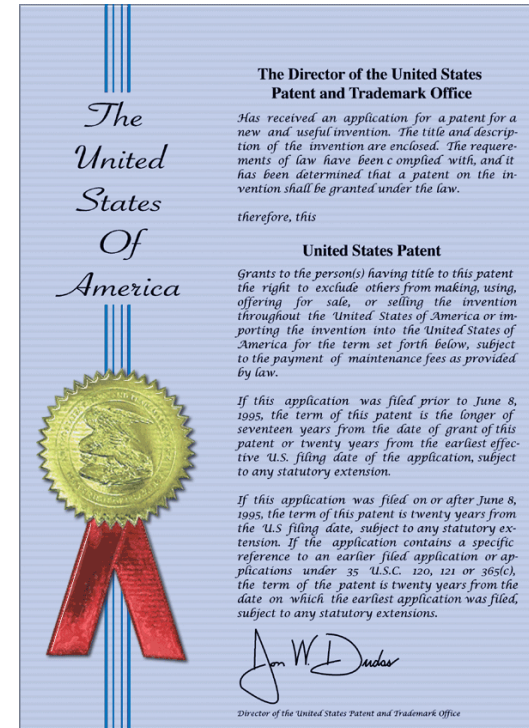 The
United
States
Of
America
The Director of the United States
Patent and Trademark Office
Has received an application for a patent for a
new and useful invention. The title and descrip-
tion of the invention are enclosed. The requere-
ments of law have been c omplied with, and it
has been determined that a patent on the in-
vention shall be granted under the law.
therefore, this
United States Patent
Grants to the person(s) having title to this patent
the right to exclude others from making, using,
offering for sale, or selling the invention
throughout the United States of America or im-
porting the invention into the United States of
America for the term set forth below, subject
to the payment of maintenance fees as provided
by law.
If this application was filed prior to June 8,
1995, the term of this patent is the longer of
seventeen years from the date of grant of this
patent or twenty years from the earliest effec-
tive U.S. filing date of the application, subject
to any statutory extension.
If this application was filed on or after June 8,
1995, the term of this patent is twenty years from
the U.S filing date, subject to any statutory ex-
tension. If the application contains a specific
reference to an earlier filed application or ap-
plications under 35 U.S.C. 120, 121 or 365(c),
the term of the patent is twenty years from the
date on which the earliest application was filed,
subject to any statutory extensions.
Jon W. Dudas
Director of the United States Patent and Trademark Office